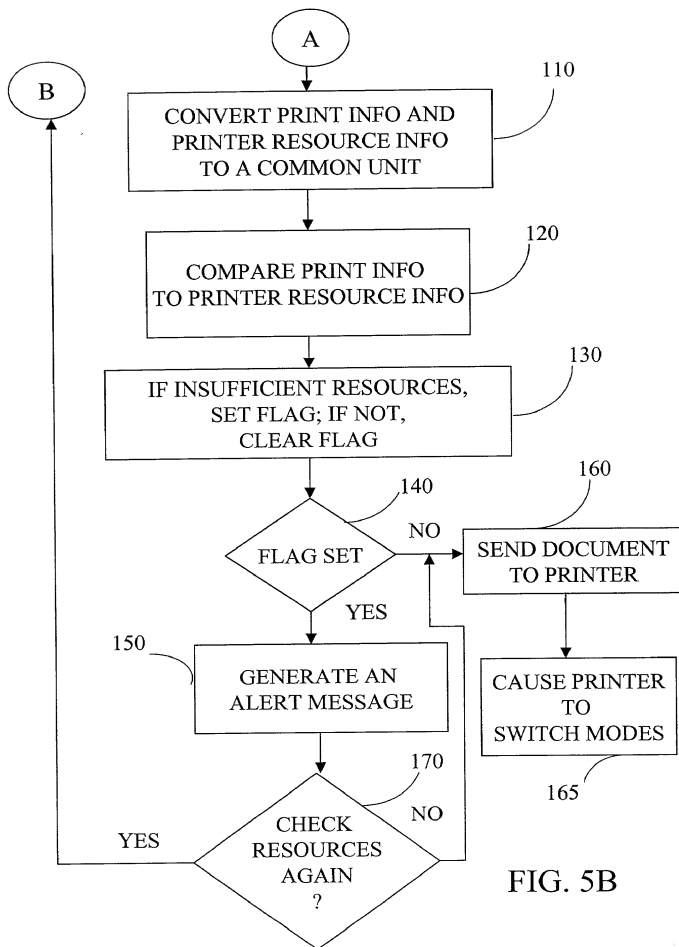 A
B
110
CONVERT PRINT INFO AND
PRINTER RESOURCE INFO
TO A COMMON UNIT
120
COMPARE PRINT INFO
TO PRINTER RESOURCE INFO
130
IF INSUFFICIENT RESOURCES,
SET FLAG; IF NOT,
CLEAR FLAG
140
FLAG SET
NO
YES
160
SEND DOCUMENT
TO PRINTER
150
GENERATE AN
ALERT MESSAGE
CAUSE PRINTER
TO
SWITCH MODES
165
170
CHECK
RESOURCES
AGAIN
?
YES
NO
FIG. 5B